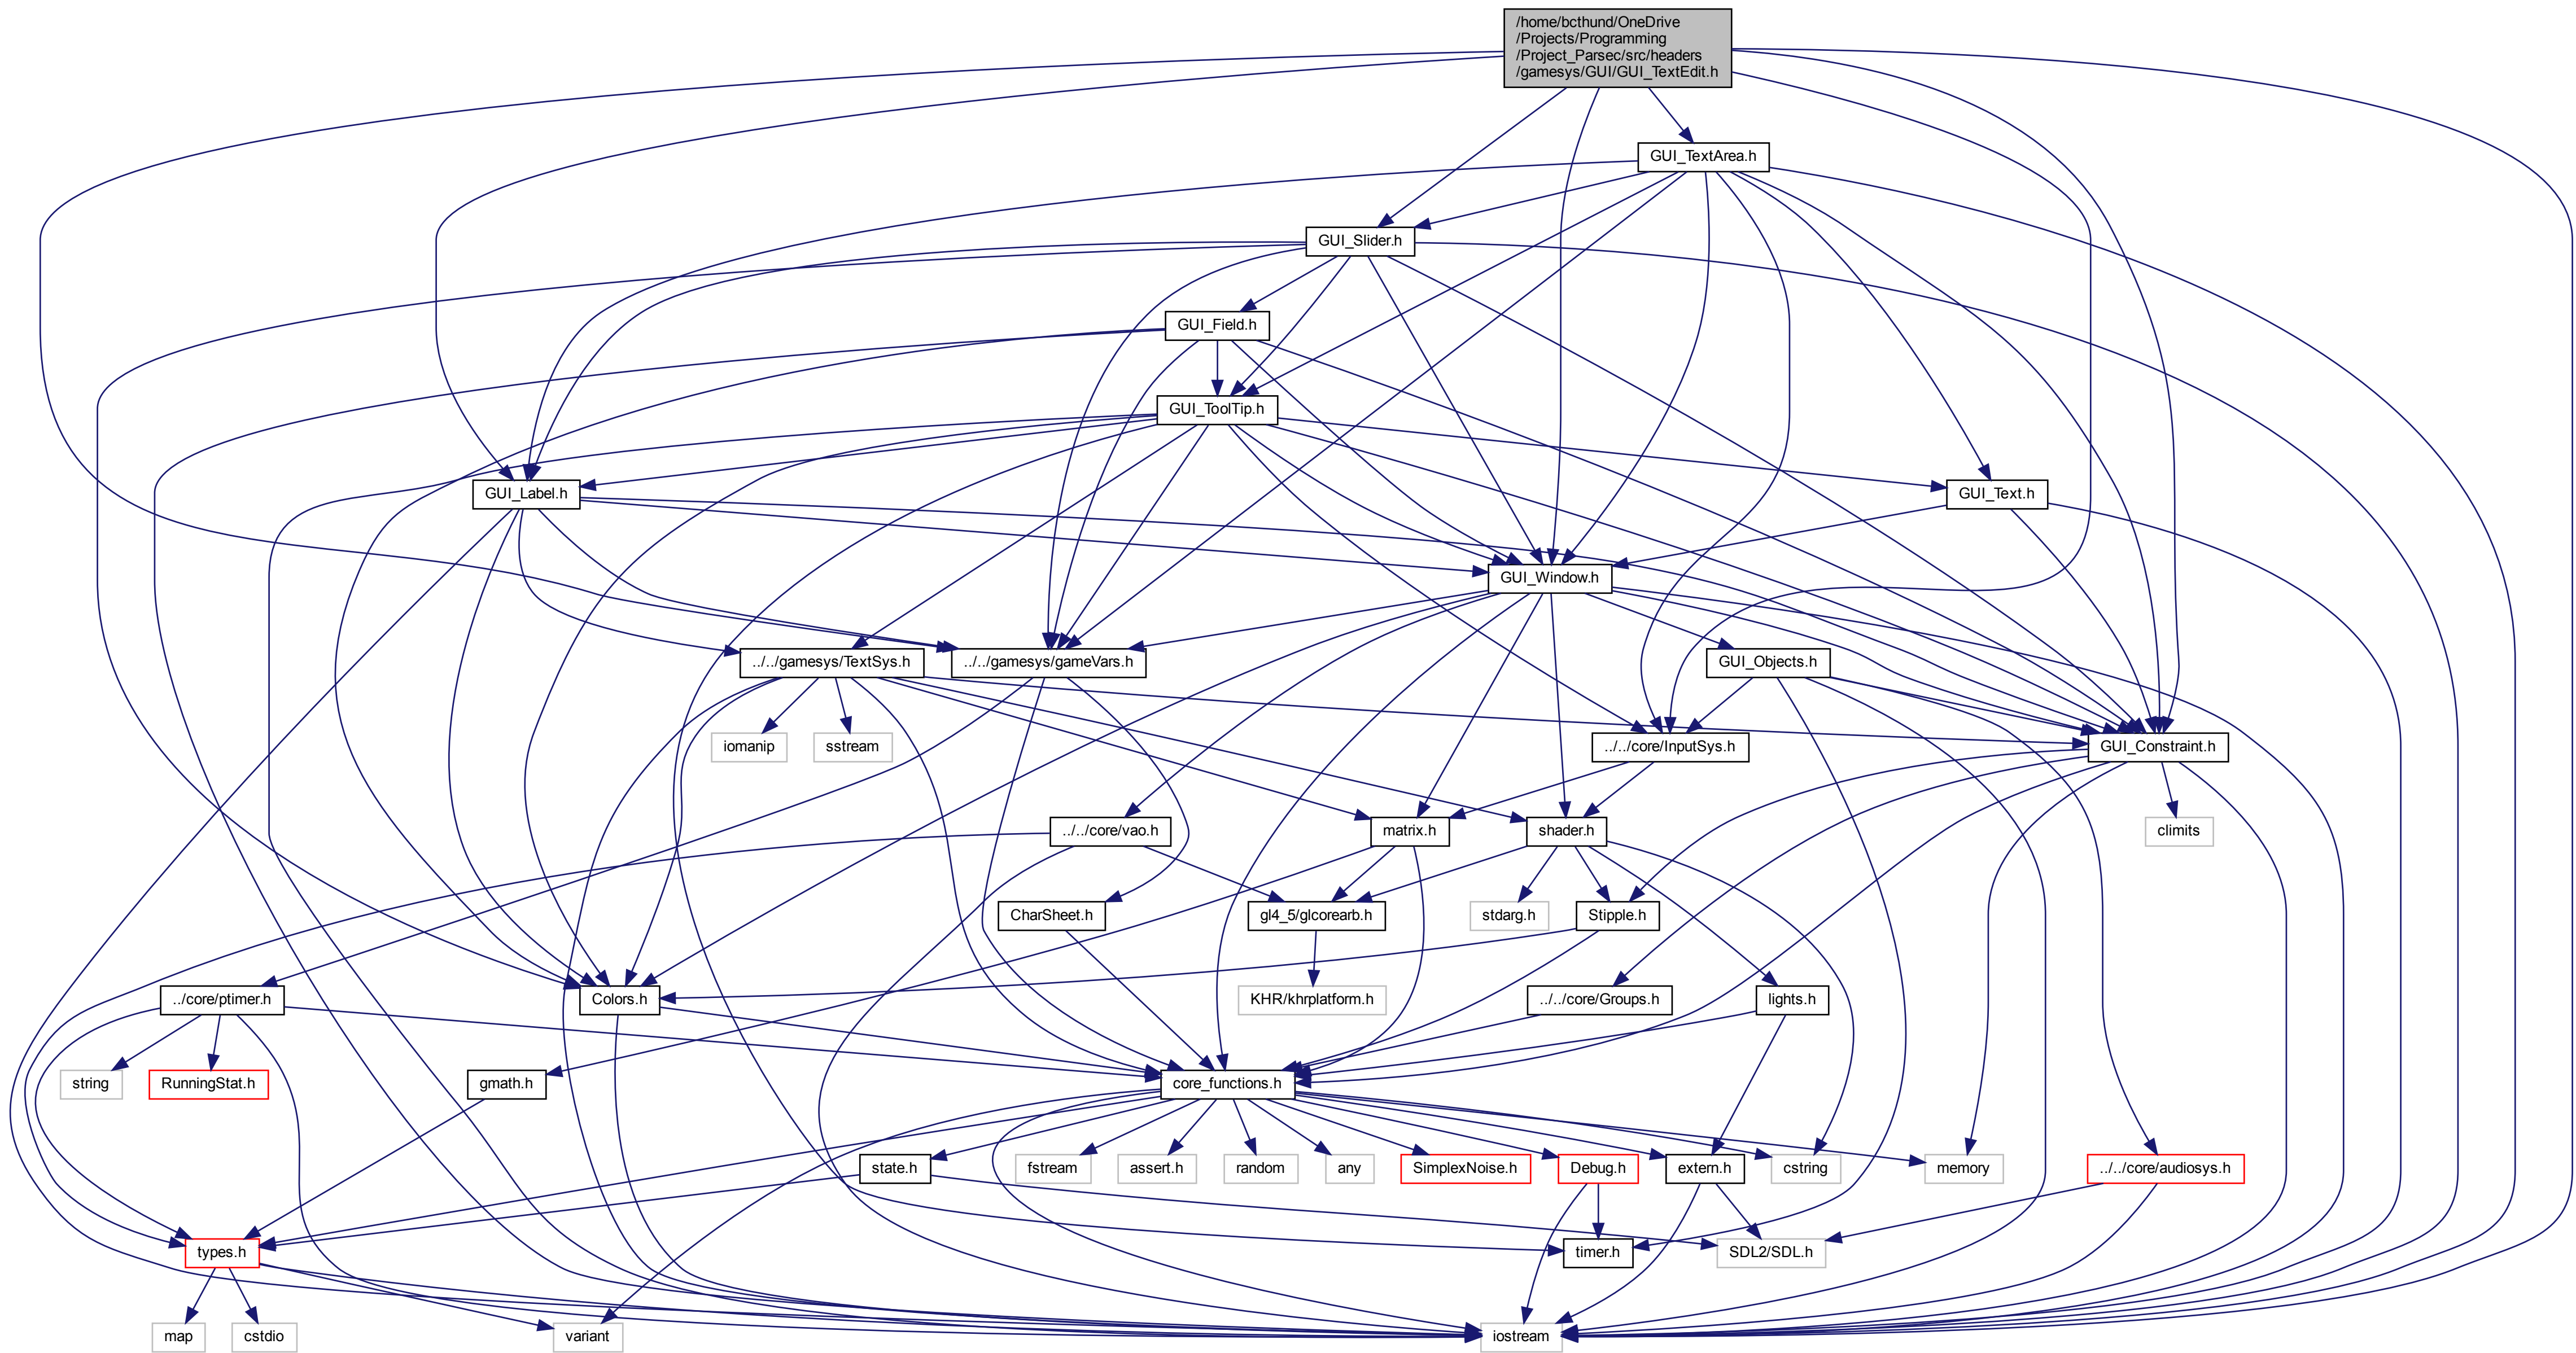 /home/bcthund/OneDrive
/Projects/Programming
/Project_Parsec/src/headers
/gamesys/GUI/GUI_TextEdit.h
GUI_TextArea.h
GUI_Slider.h
GUI_Field.h
GUI_ToolTip.h
GUI_Label.h
GUI_Text.h
GUI_Window.h
../../gamesys/TextSys.h
../../gamesys/gameVars.h
GUI_Objects.h
iomanip
sstream
../../core/InputSys.h
GUI_Constraint.h
../../core/vao.h
matrix.h
shader.h
climits
CharSheet.h
gl4_5/glcorearb.h
stdarg.h
Stipple.h
../core/ptimer.h
Colors.h
KHR/khrplatform.h
../../core/Groups.h
lights.h
string
RunningStat.h
gmath.h
core_functions.h
state.h
fstream
assert.h
random
any
SimplexNoise.h
Debug.h
extern.h
cstring
memory
../../core/audiosys.h
types.h
timer.h
SDL2/SDL.h
map
cstdio
variant
iostream